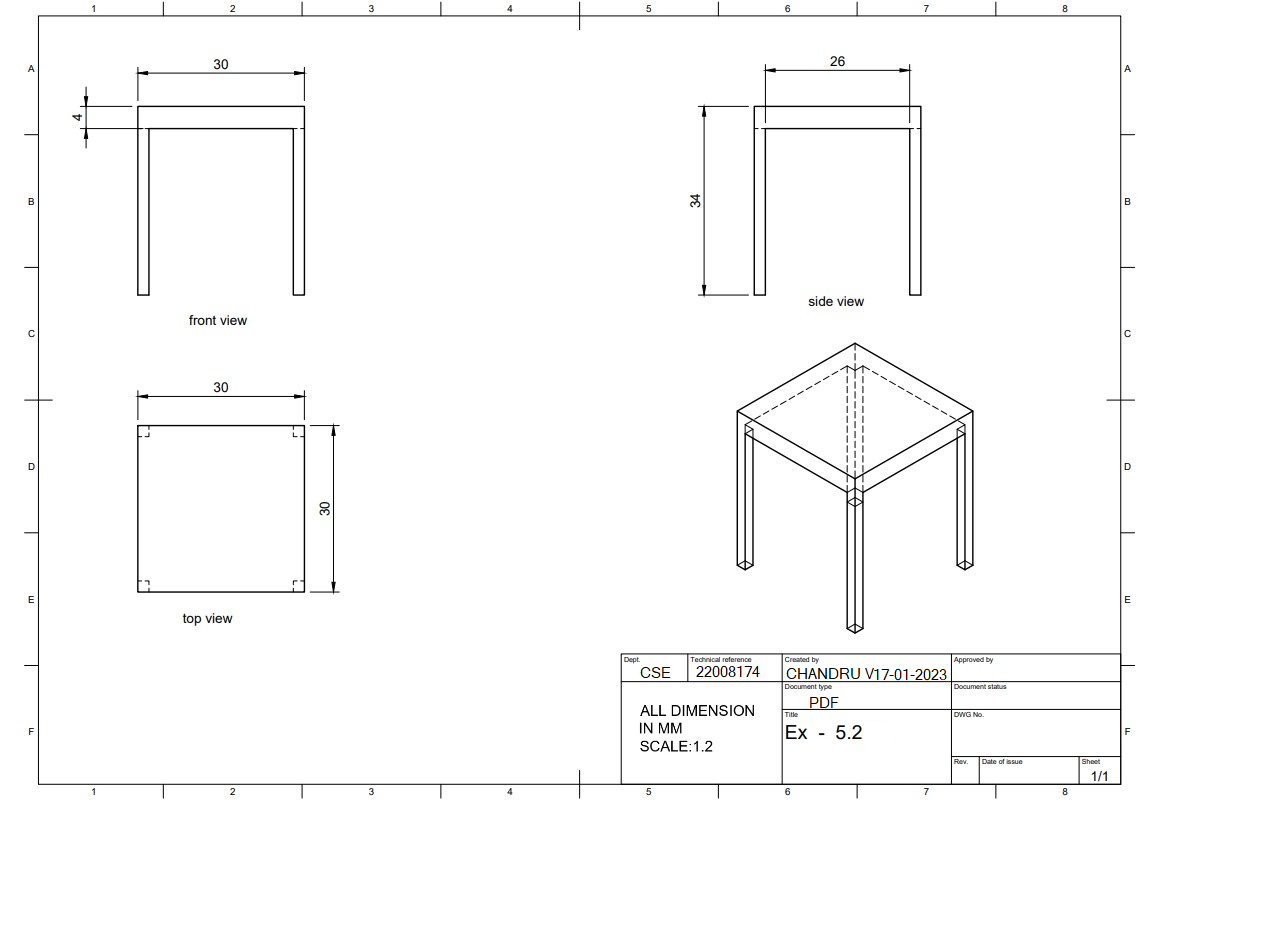 1 2 3 4 5 6 7 8
A A
30
26
4
B B
34
side view
front view
C C
30
D D
30
E E
top view
Dept. Technical reference Created by Approved by
CSE 22008174 CHANDRU V17-01-2023
Document type Document status
PDF
ALL DIMENSION
IN MM
SCALE:1.2
Title DWG No.
Ex - 5.2
F F
Rev. Date of issue Sheet
1/1
1 2 3 4 5 6 7 8